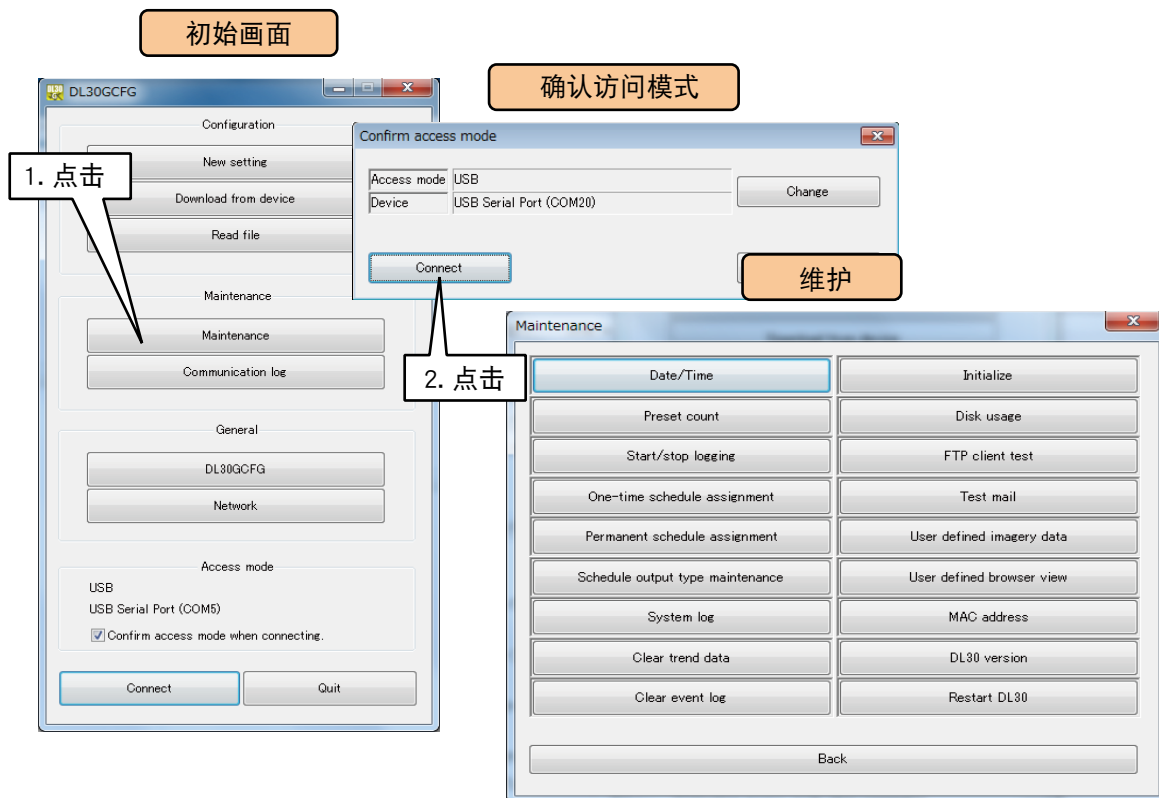 初始画面
DL30GCFG
Configuration
New setting
1. 点击
Download from device
Read file
Maintenance
Maintenance
Communication log
General
DL30GCFG
Network
Access mode
USB
USB Serial Port (COM5)
Confirm access mode when connecting.
Connect
Quit
确认访问模式
Confirm access mode
Access mode USB
Device USB Serial Port (COM20)
Change
Connect
2. 点击
维护
Maintenance
Date/Time
Initialize
Preset count
Disk usage
Start/stop logging
FTP client test
One-time schedule assignment
Test mail
Permanent schedule assignment
User defined imagery data
Schedule output type maintenance
User defined browser view
System log
MAC address
Clear trend data
DL30 version
Clear event log
Restart DL30
Back